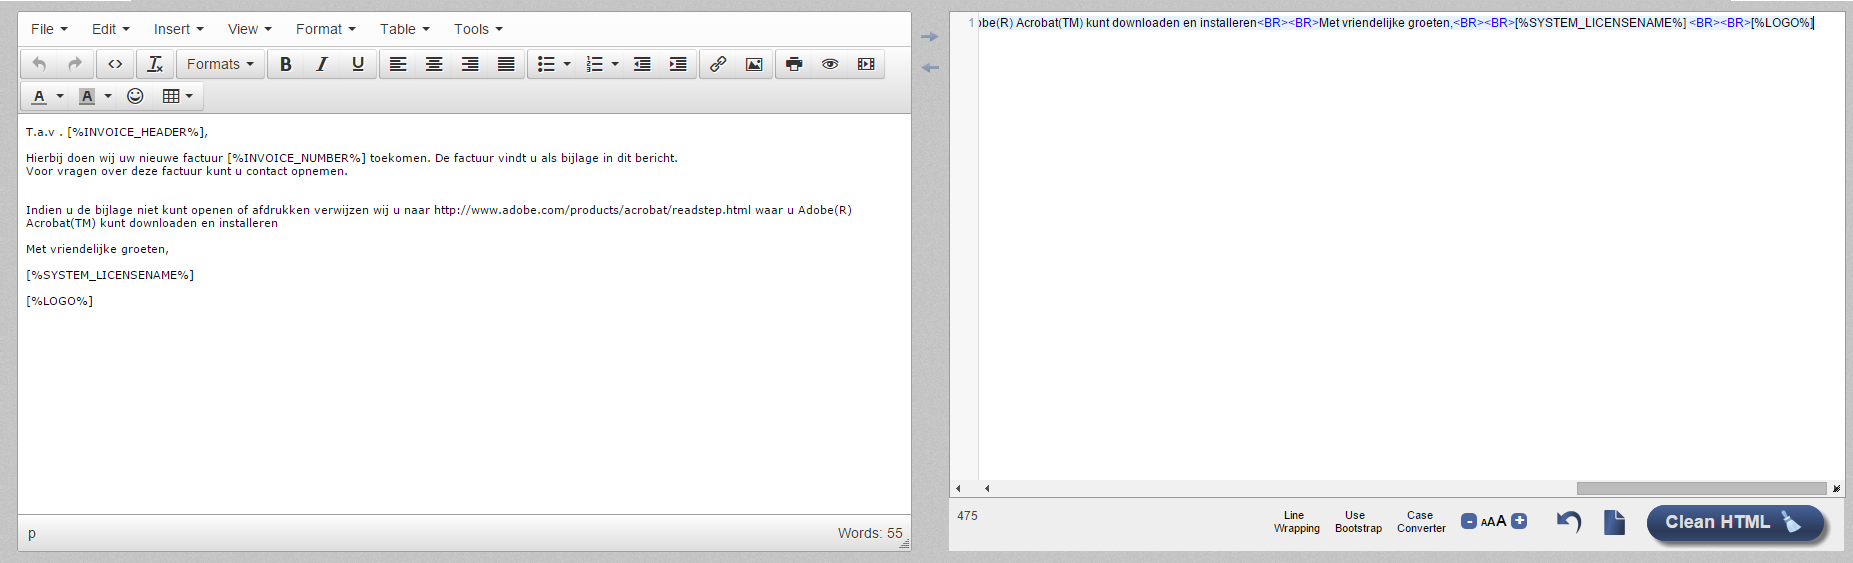 File Edit Insert View Format Table Tools
Formats B I U
A A
T.a.v . [%INVOICE_HEADER%],
Hierbij doen wij uw nieuwe factuur [%INVOICE_NUMBER%] toekomen. De factuur vindt u als bijlage in dit bericht.
Voor vragen over deze factuur kunt u contact opnemen.
Indien u de bijlage niet kunt openen of afdrukken verwijzen wij u naar http://www.adobe.com/products/acrobat/readstep.html waar u Adobe(R)
Acrobat(TM) kunt downloaden en installeren
Met vriendelijke groeten,
[%SYSTEM_LICENSENAME%]
[%LOGO%]
p Words: 55
1 obe(R) Acrobat(TM) kunt downloaden en installeren<BR><BR>Met vriendelijke groeten,<BR><BR>[%SYSTEM_LICENSENAME%] <BR><BR>[%LOGO%]
475
Line Wrapping
Use Bootstrap
Case Converter
- AAA +
Clean HTML